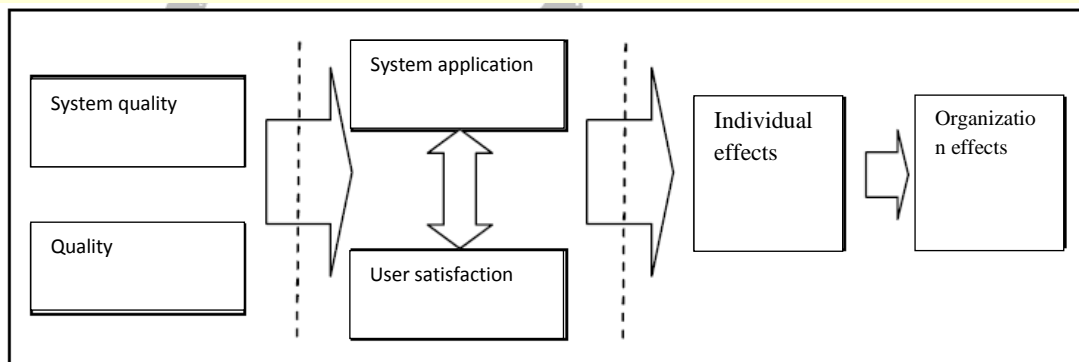 System quality
Quality
System application
User satisfaction
Individual
effects
Organizatio
n effects